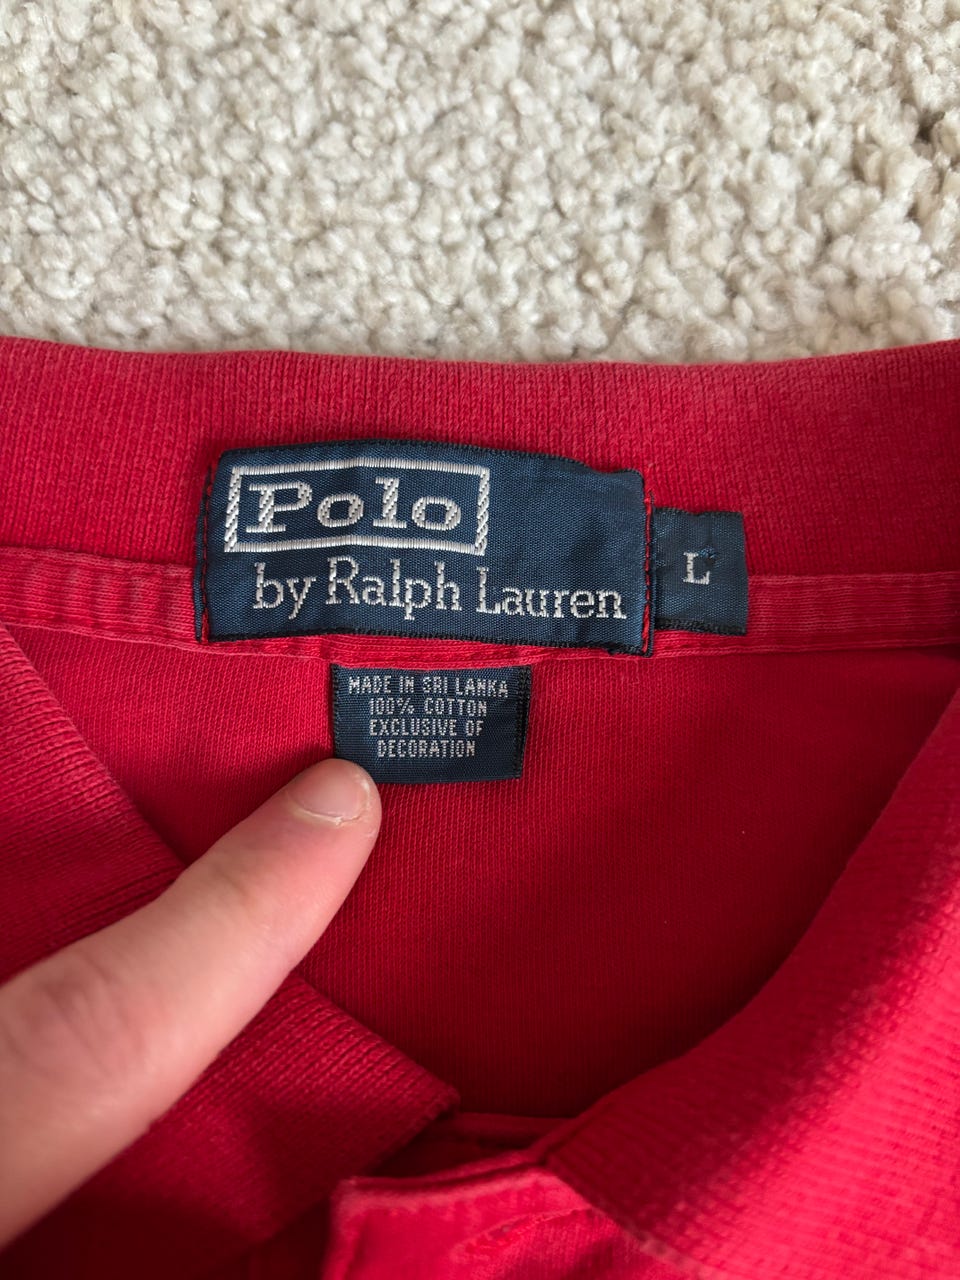 Polo
by Ralph Lauren
L
MADE IN SRI LANKA
100% COTTON
EXCLUSIVE OF
DECORATION